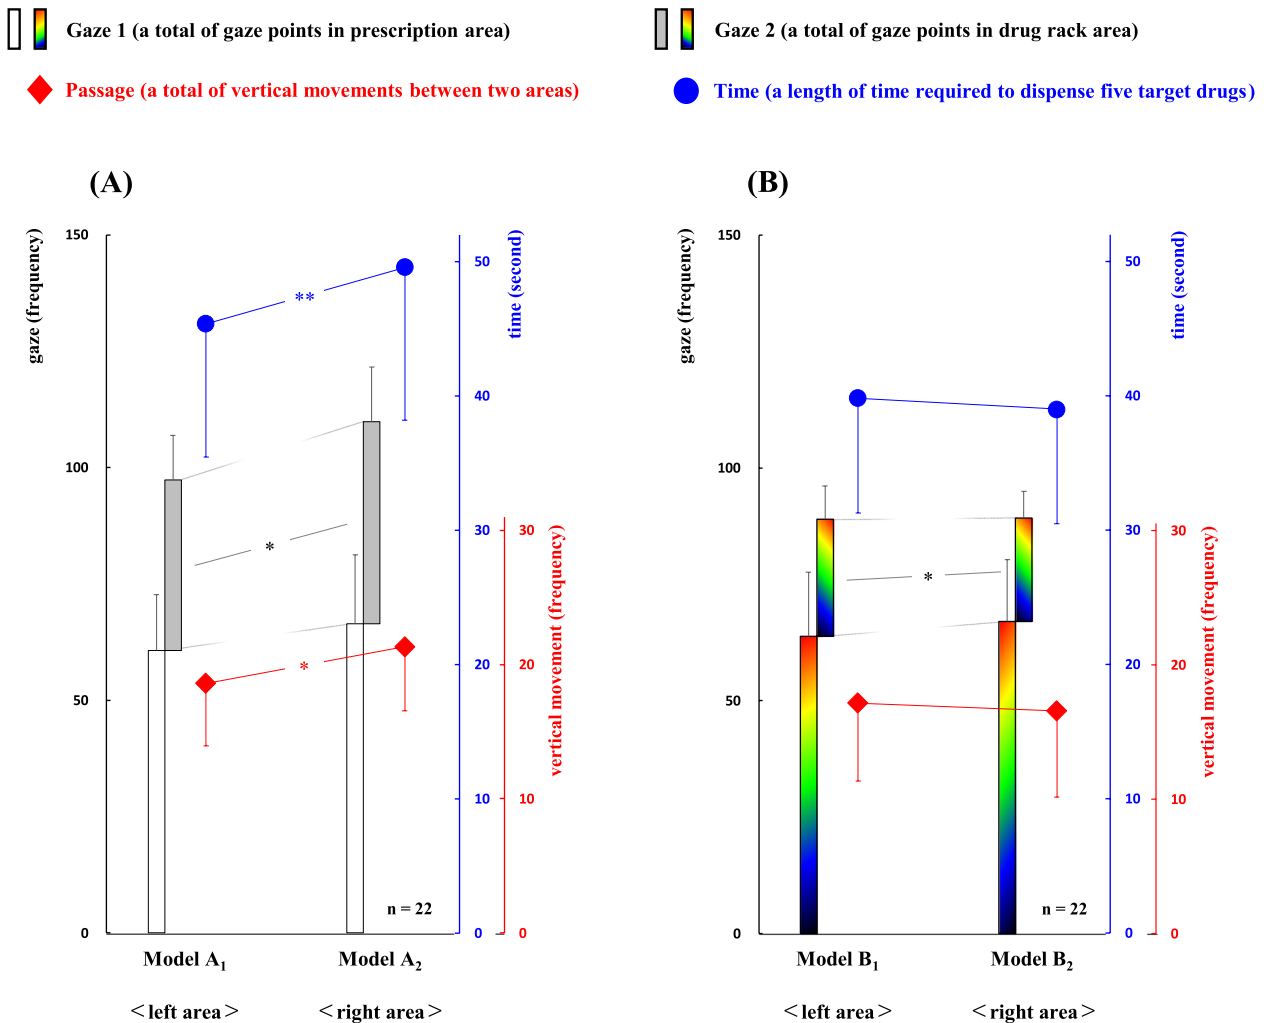 Gaze 1 (a total of gaze points in prescription area)
Gaze 2 (a total of gaze points in drug rack area)
Passage (a total of vertical movements between two areas)
Time (a length of time required to dispense five target drugs)
(A)
gaze (frequency)
150
100
50
0
time (second)
50
40
30
20
10
0
vertical movement (frequency)
30
20
10
0
**
*
*
n = 22
Model A1
Model A2
<left area>
<right area>
(B)
gaze (frequency)
150
100
50
0
time (second)
50
40
30
20
10
0
vertical movement (frequency)
30
20
10
0
*
n = 22
Model B1
Model B2
<left area>
<right area>